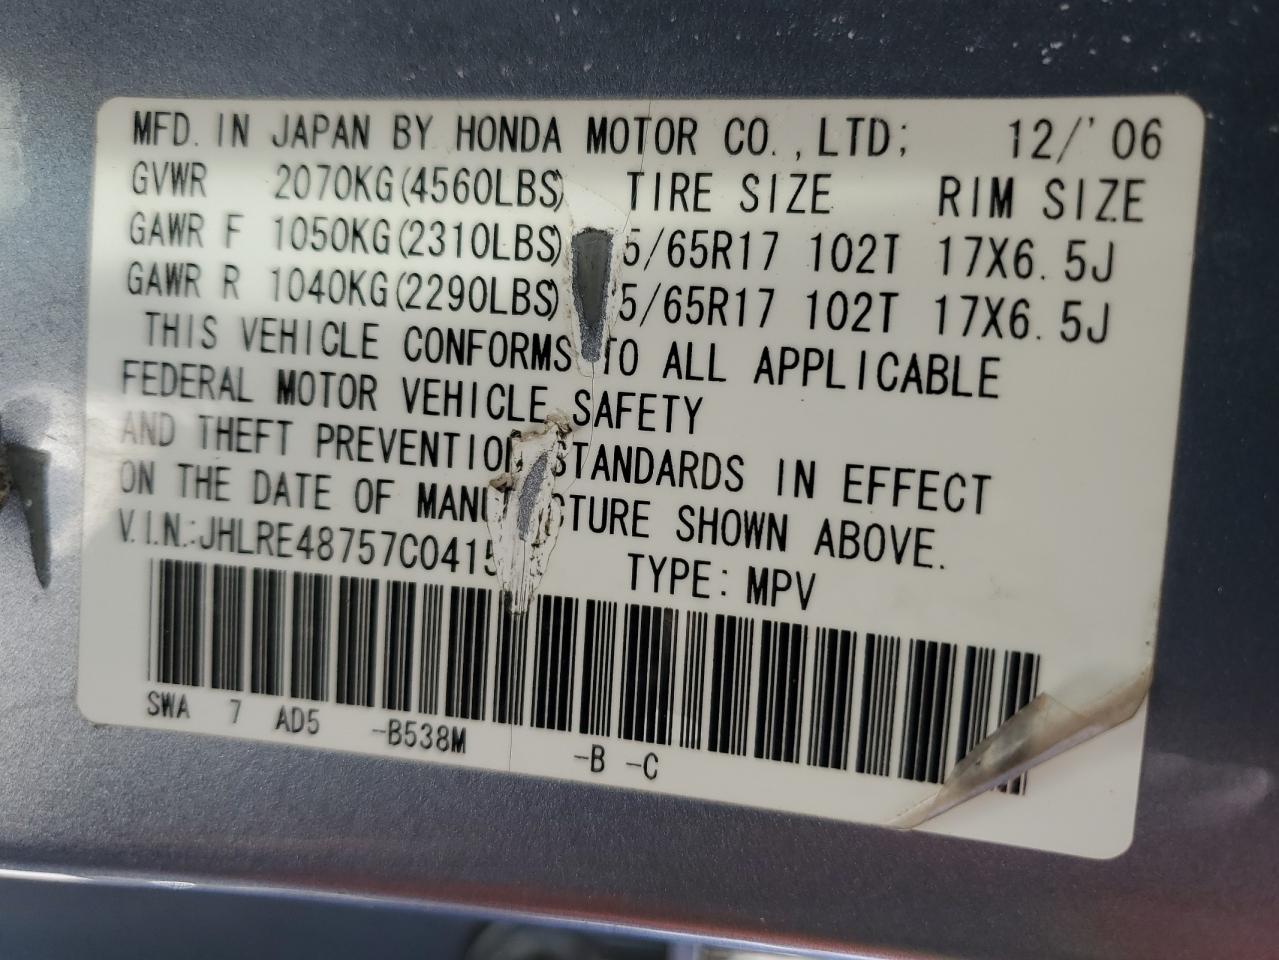 MFD. IN JAPAN BY HONDA MOTOR CO., LTD; 12/'06
GVWR 2070KG(4560LBS) TIRE SIZE RIM SIZE
GAWR F 1050KG(2310LBS) 5/65R17 102T 17X6.5J
GAWR R 1040KG(2290LBS) 5/65R17 102T 17X6.5J
THIS VEHICLE CONFORMS TO ALL APPLICABLE
FEDERAL MOTOR VEHICLE SAFETY
AND THEFT PREVENTION STANDARDS IN EFFECT
ON THE DATE OF SHOWN ABOVE.
V.I.N.: TYPE: MPV
SWA 7 AD5 -B538M -B -C